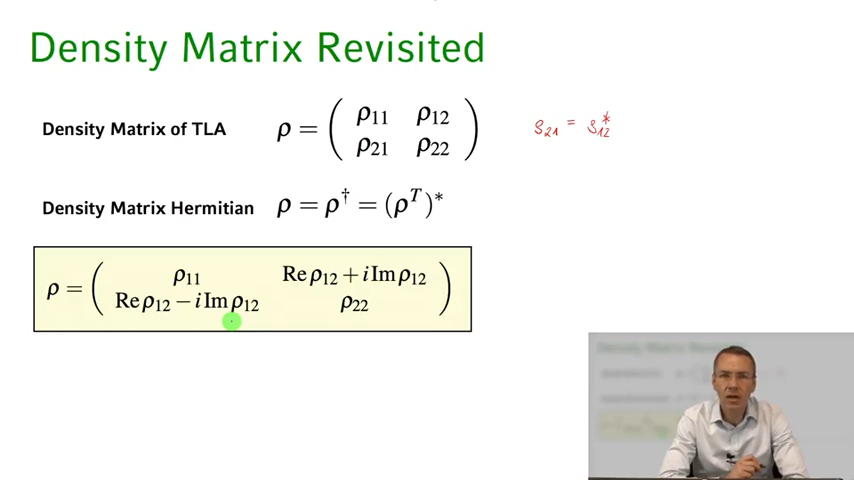 Density Matrix Revisited
Density Matrix of TLA ρ = ( ρ11 ρ12
ρ21 ρ22 ) ρ21 = ρ12*
Density Matrix Hermitian ρ = ρ† = (ρᵀ)*
ρ = ( ρ11 Re ρ12 + i Im ρ12
Re ρ12 − i Im ρ12 ρ22 )